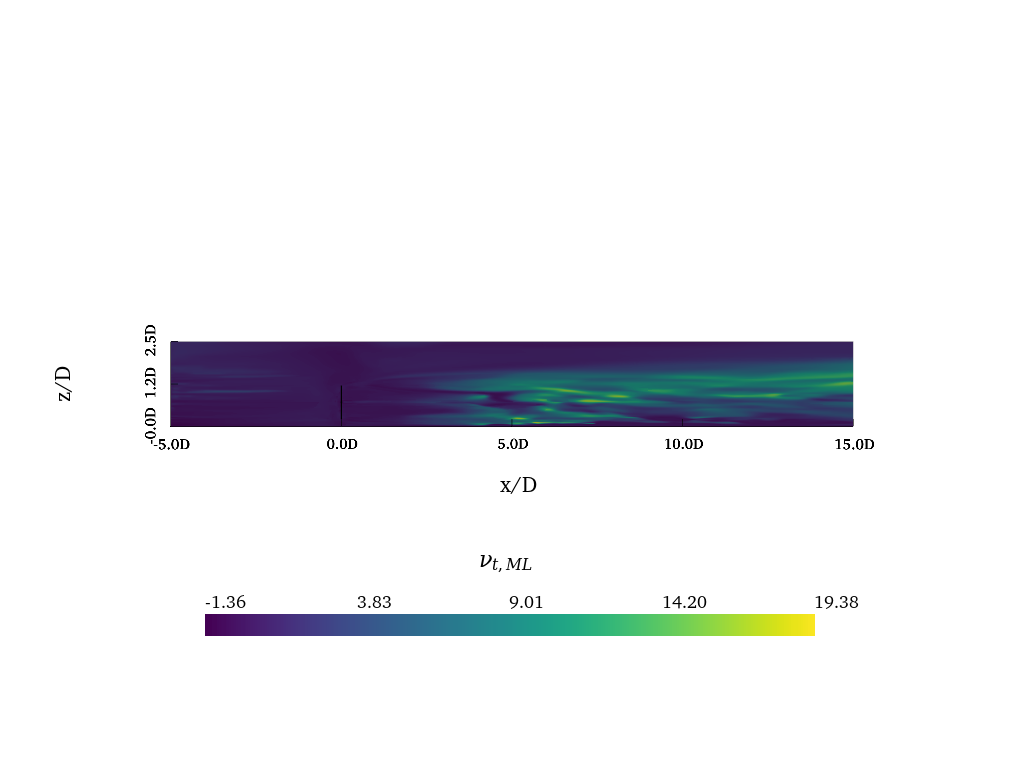 2.5D
1.2D
-0.0D
z/D
-5.0D 0.0D 5.0D 10.0D 15.0D
x/D
ν_{t, ML}
-1.36 3.83 9.01 14.20 19.38